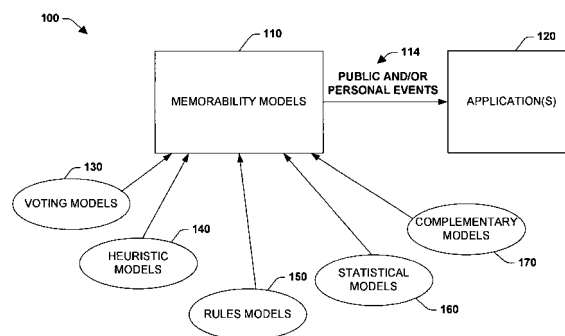 100
110
MEMORABILITY MODELS
114
PUBLIC AND/OR
PERSONAL EVENTS
120
APPLICATION(S)
130
VOTING MODELS
140
HEURISTIC
MODELS
150
RULES MODELS
STATISTICAL
MODELS
160
COMPLEMENTARY
MODELS
170